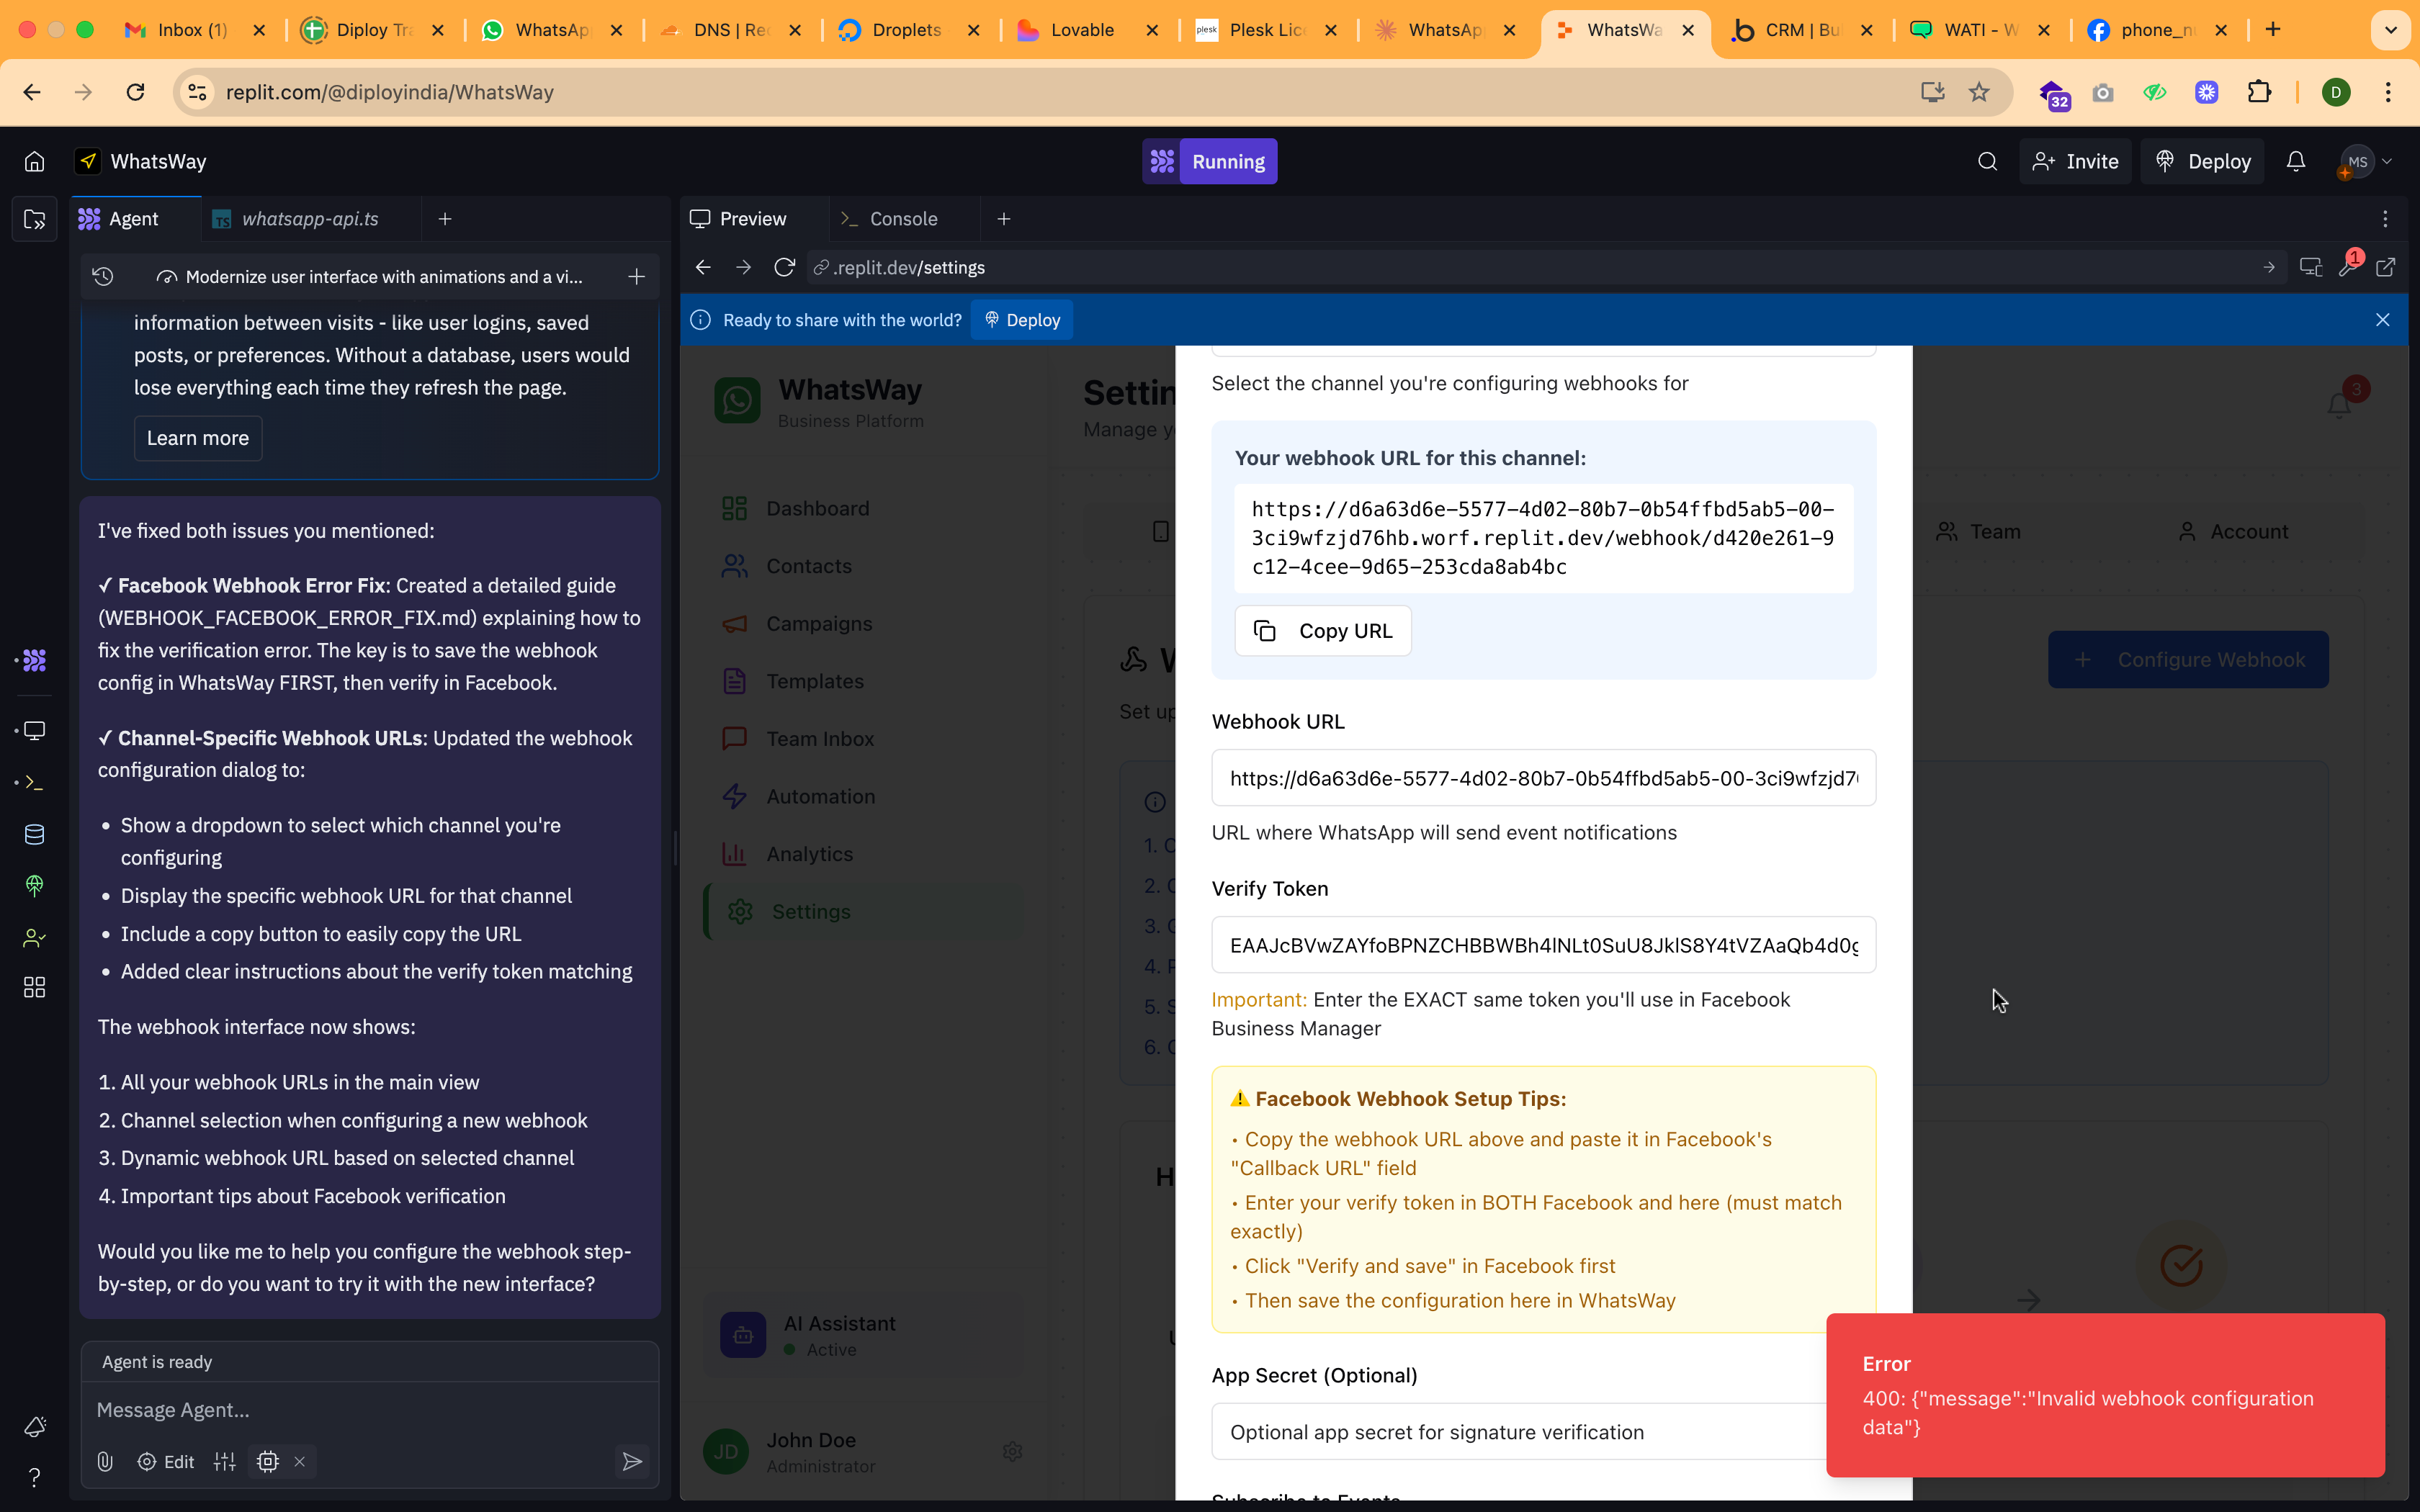 Inbox (1)
Diploy Tra
WhatsAp
DNS | Re
Droplets
Lovable
plesk
Plesk Lice
WhatsAp
WhatsWa
CRM | Bu
WATI - W
phone_n
replit.com/@diployindia/WhatsWay
32
D
WhatsWay
Running
Invite
Deploy
MS
Agent
TS
whatsapp-api.ts
Preview
Console
Modernize user interface with animations and a vi...
.replit.dev/settings
1
Ready to share with the world?
Deploy
information between visits - like user logins, saved
posts, or preferences. Without a database, users would
lose everything each time they refresh the page.
Learn more
I've fixed both issues you mentioned:
✓ Facebook Webhook Error Fix: Created a detailed guide
(WEBHOOK_FACEBOOK_ERROR_FIX.md) explaining how to
fix the verification error. The key is to save the webhook
config in WhatsWay FIRST, then verify in Facebook.
✓ Channel-Specific Webhook URLs: Updated the webhook
configuration dialog to:
• Show a dropdown to select which channel you're
configuring
• Display the specific webhook URL for that channel
• Include a copy button to easily copy the URL
• Added clear instructions about the verify token matching
The webhook interface now shows:
1. All your webhook URLs in the main view
2. Channel selection when configuring a new webhook
3. Dynamic webhook URL based on selected channel
4. Important tips about Facebook verification
Would you like me to help you configure the webhook step-
by-step, or do you want to try it with the new interface?
Agent is ready
Message Agent...
Edit
WhatsWay
Business Platform
Dashboard
Contacts
Campaigns
Templates
Team Inbox
Automation
Analytics
Settings
AI Assistant
Active
JD
John Doe
Administrator
Settin
Manage y
3
Team
Account
W
Configure Webhook
Set up
1. C
2. C
3. G
4. P
5. S
6. C
H
Select the channel you're configuring webhooks for
Your webhook URL for this channel:
https://d6a63d6e-5577-4d02-80b7-0b54ffbd5ab5-00-
3ci9wfzjd76hb.worf.replit.dev/webhook/d420e261-9
c12-4cee-9d65-253cda8ab4bc
Copy URL
Webhook URL
https://d6a63d6e-5577-4d02-80b7-0b54ffbd5ab5-00-3ci9wfzjd7
URL where WhatsApp will send event notifications
Verify Token
EAAJcBVwZAYfoBPNZCHBBWBh4lNLt0SuU8JklS8Y4tVZAaQb4d0g
Important: Enter the EXACT same token you'll use in Facebook
Business Manager
⚠ Facebook Webhook Setup Tips:
• Copy the webhook URL above and paste it in Facebook's
"Callback URL" field
• Enter your verify token in BOTH Facebook and here (must match
exactly)
• Click "Verify and save" in Facebook first
• Then save the configuration here in WhatsWay
App Secret (Optional)
Optional app secret for signature verification
Subscribe to Events
Error
400: {"message":"Invalid webhook configuration
data"}